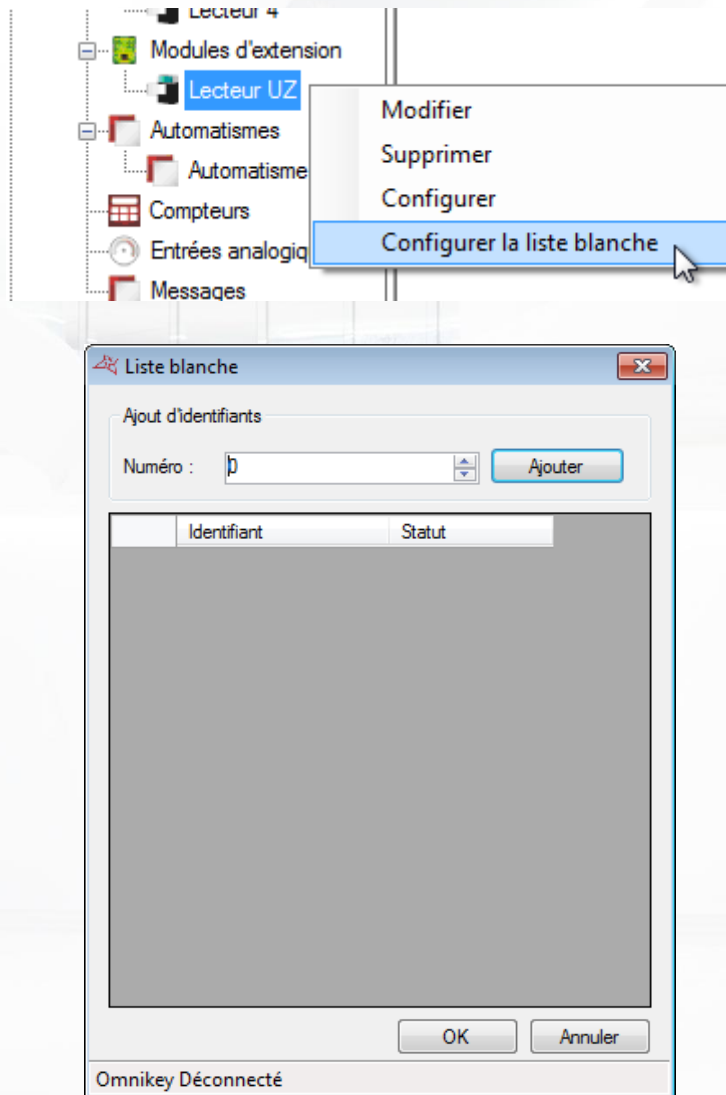 Lecteur 4
Modules d'extension
Lecteur UZ
Modifier
Automatismes
Supprimer
Automatisme
Configurer
Compteurs
Configurer la liste blanche
Entrées analogiq
Messages
Liste blanche
Ajout d'identifiants
Numéro : 0 Ajouter
Identifiant Statut
OK Annuler
Omnikey Déconnecté